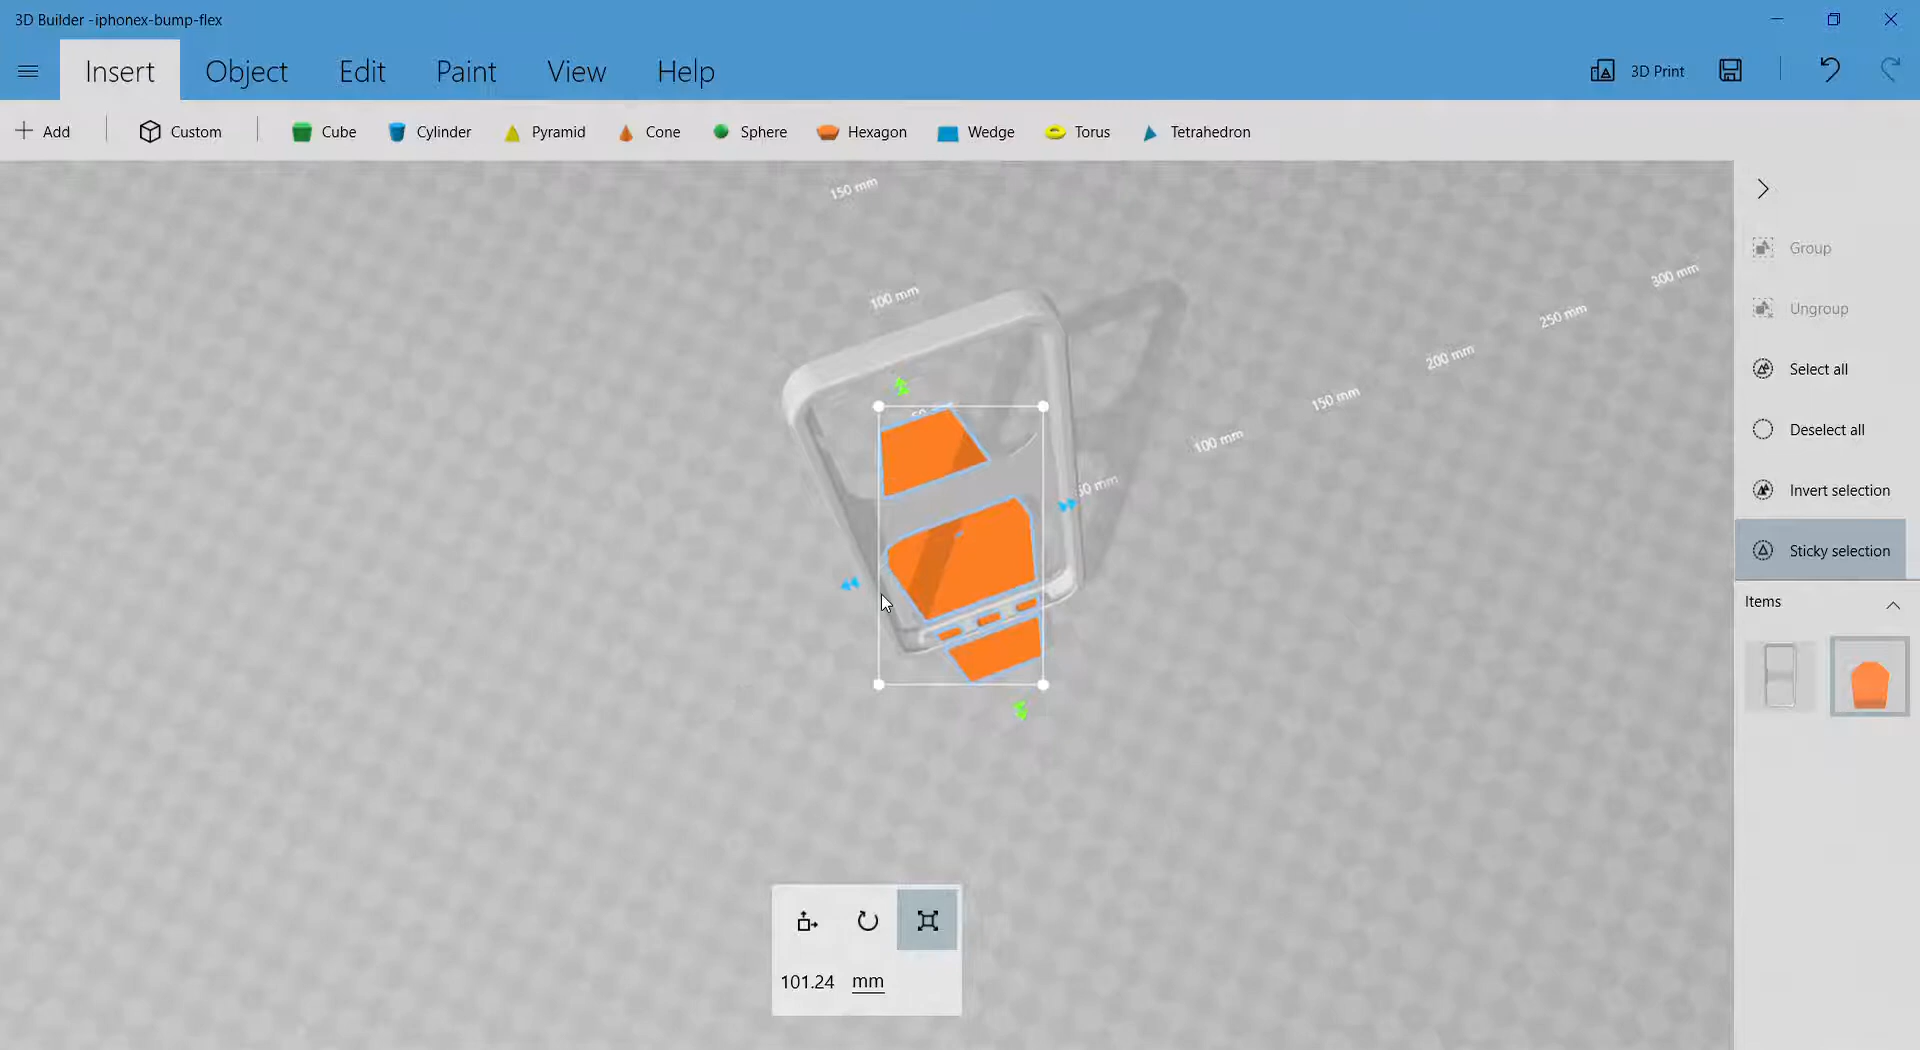 3D Builder -iphonex-bump-flex
Insert
Object
Edit
Paint
View
Help
3D Print
Add
Custom
Cube
Cylinder
Pyramid
Cone
Sphere
Hexagon
Wedge
Torus
Tetrahedron
150 mm
100 mm
300 mm
250 mm
200 mm
150 mm
100 mm
50 mm
Group
Ungroup
Select all
Deselect all
Invert selection
Sticky selection
Items
101.24 mm